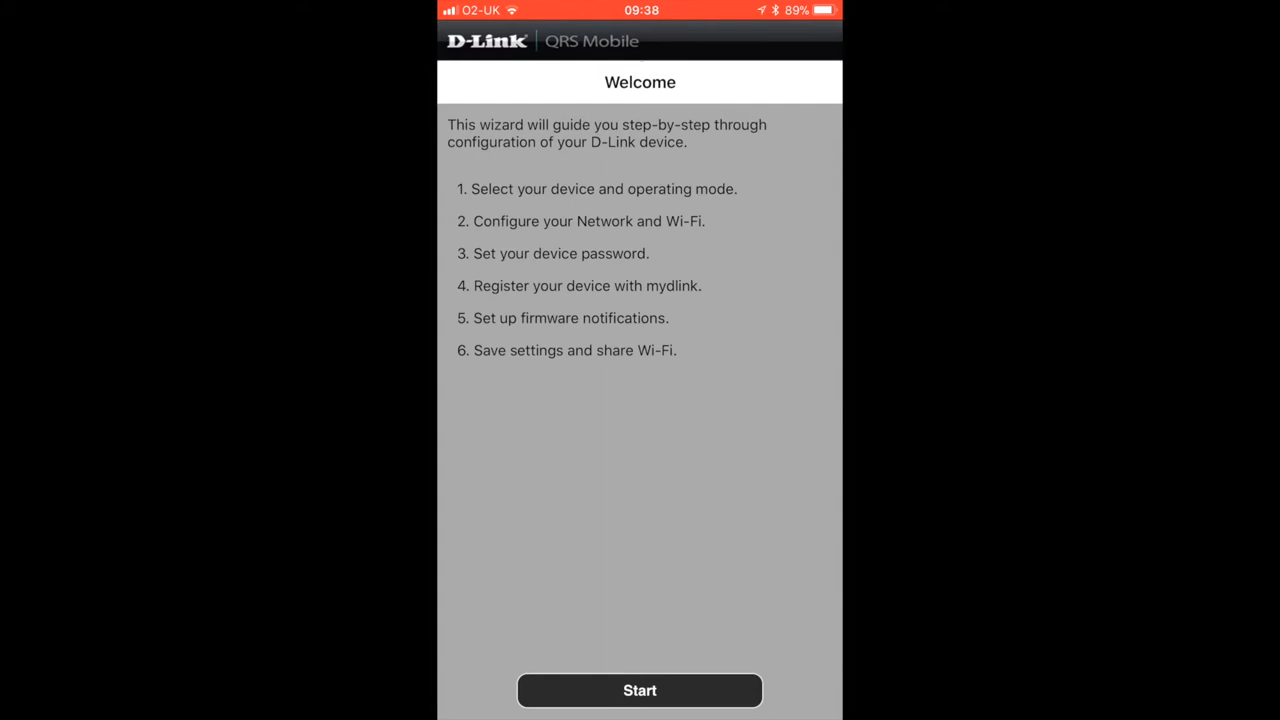 O2-UK 09:38 89%
D-Link QRS Mobile
Welcome
This wizard will guide you step-by-step through
configuration of your D-Link device.
1. Select your device and operating mode.
2. Configure your Network and Wi-Fi.
3. Set your device password.
4. Register your device with mydlink.
5. Set up firmware notifications.
6. Save settings and share Wi-Fi.
Start